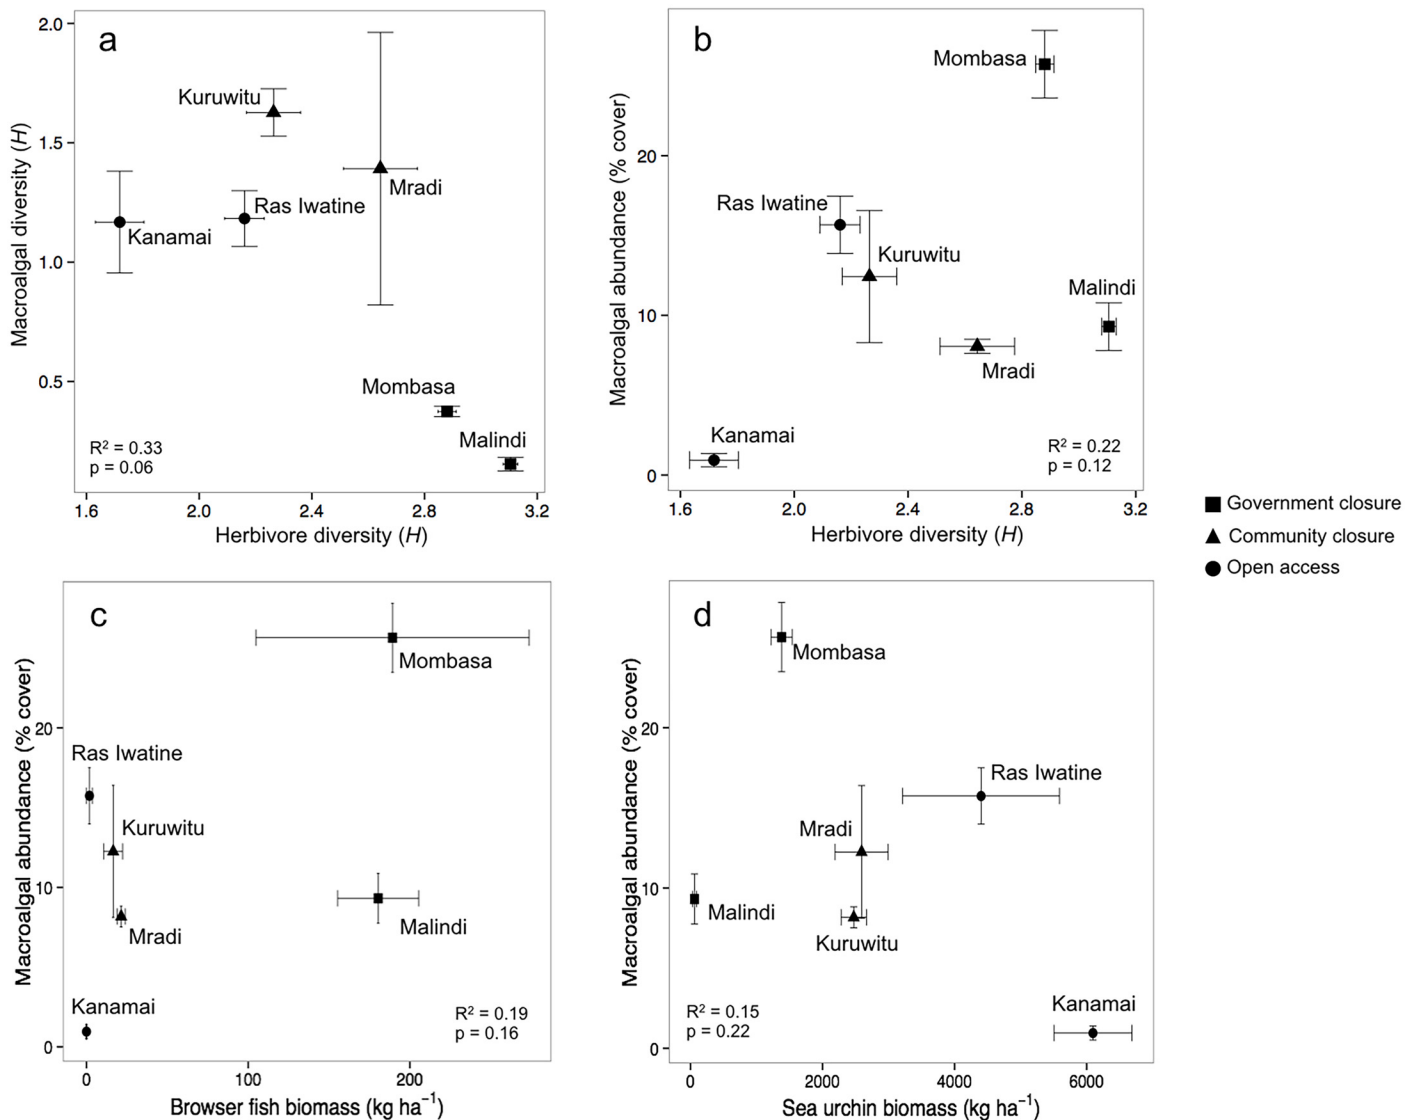 a
Macroalgal diversity (H)
2.0
1.5
1.0
0.5
Kuruwitu
Mradi
Ras Iwatine
Kanamai
Mombasa
Malindi
R² = 0.33
p = 0.06
1.6 2.0 2.4 2.8 3.2
Herbivore diversity (H)
b
Macroalgal abundance (% cover)
20
10
0
Mombasa
Ras Iwatine
Kuruwitu
Malindi
Mradi
Kanamai
R² = 0.22
p = 0.12
1.6 2.0 2.4 2.8 3.2
Herbivore diversity (H)
Government closure
Community closure
Open access
c
Macroalgal abundance (% cover)
20
10
0
Mombasa
Ras Iwatine
Kuruwitu
Mradi
Malindi
Kanamai
R² = 0.19
p = 0.16
0 100 200
Browser fish biomass (kg ha⁻¹)
d
Macroalgal abundance (% cover)
20
10
0
Mombasa
Ras Iwatine
Mradi
Malindi
Kuruwitu
Kanamai
R² = 0.15
p = 0.22
0 2000 4000 6000
Sea urchin biomass (kg ha⁻¹)